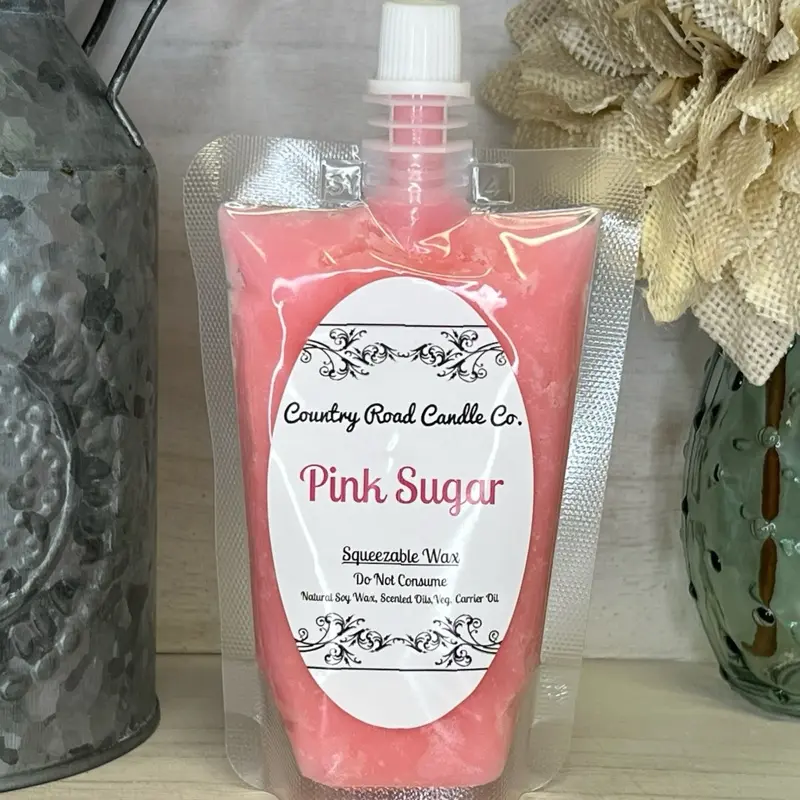 Country Road Candle Co.
Pink Sugar
Squeezable Wax
Do Not Consume
Natural Soy Wax, Scented Oils, Veg. Carrier Oil